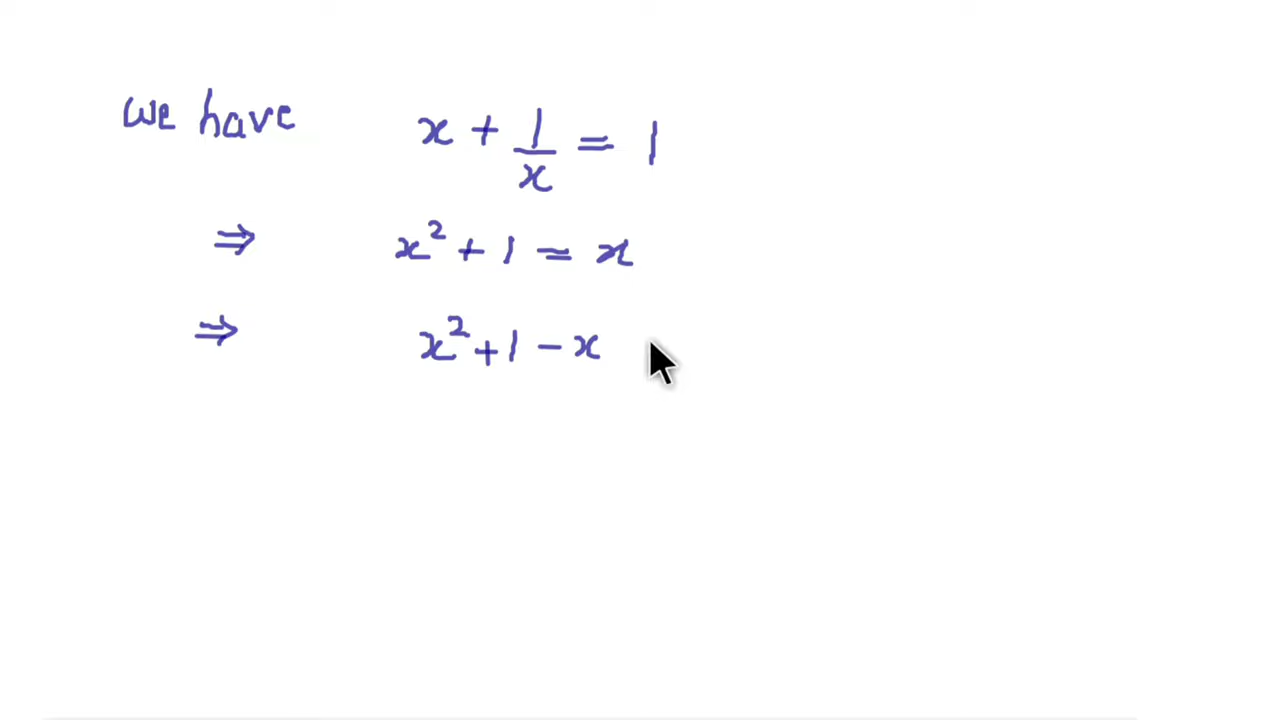 we have x + 1/x = 1
⇒ x² + 1 = x
⇒ x² + 1 − x